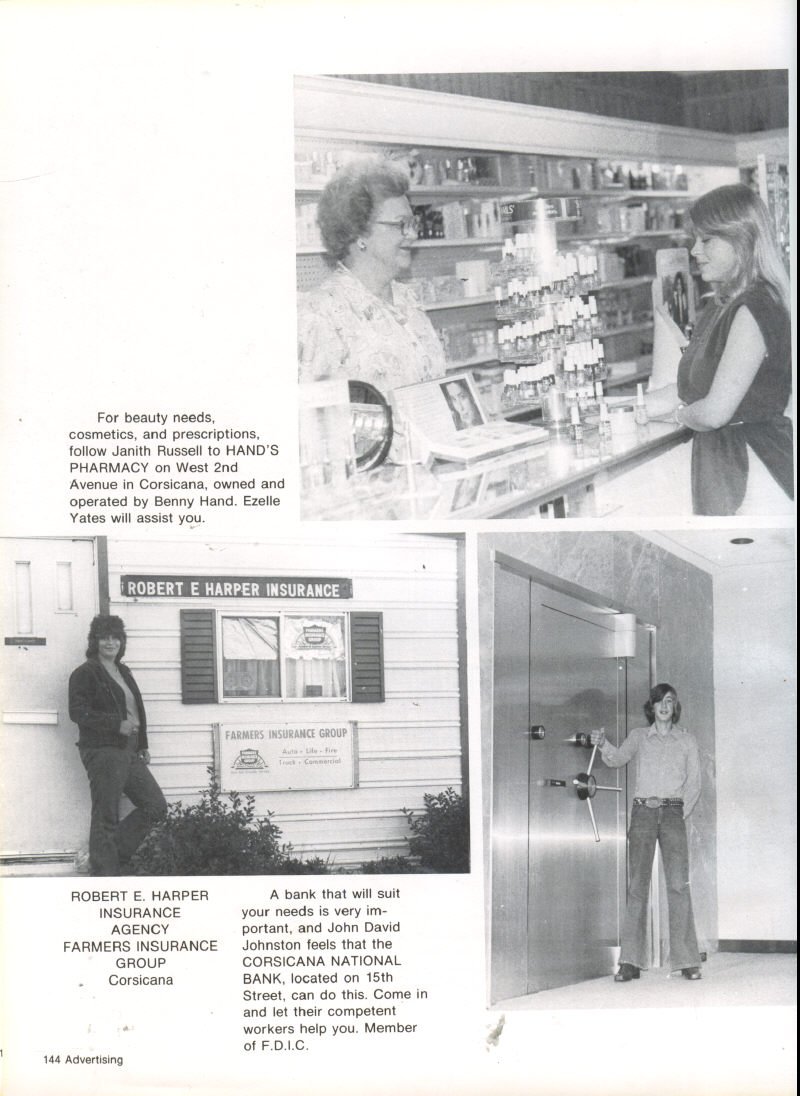 For beauty needs,
cosmetics, and prescriptions,
follow Janith Russell to HAND'S
PHARMACY on West 2nd
Avenue in Corsicana, owned and
operated by Benny Hand. Ezelle
Yates will assist you.
ROBERT E HARPER INSURANCE
FARMERS
INSURANCE
GROUP
FARMERS INSURANCE GROUP
Auto - Life - Fire
Truck - Commercial
ROBERT E. HARPER
INSURANCE
AGENCY
FARMERS INSURANCE
GROUP
Corsicana
A bank that will suit
your needs is very im-
portant, and John David
Johnston feels that the
CORSICANA NATIONAL
BANK, located on 15th
Street, can do this. Come in
and let their competent
workers help you. Member
of F.D.I.C.
144 Advertising